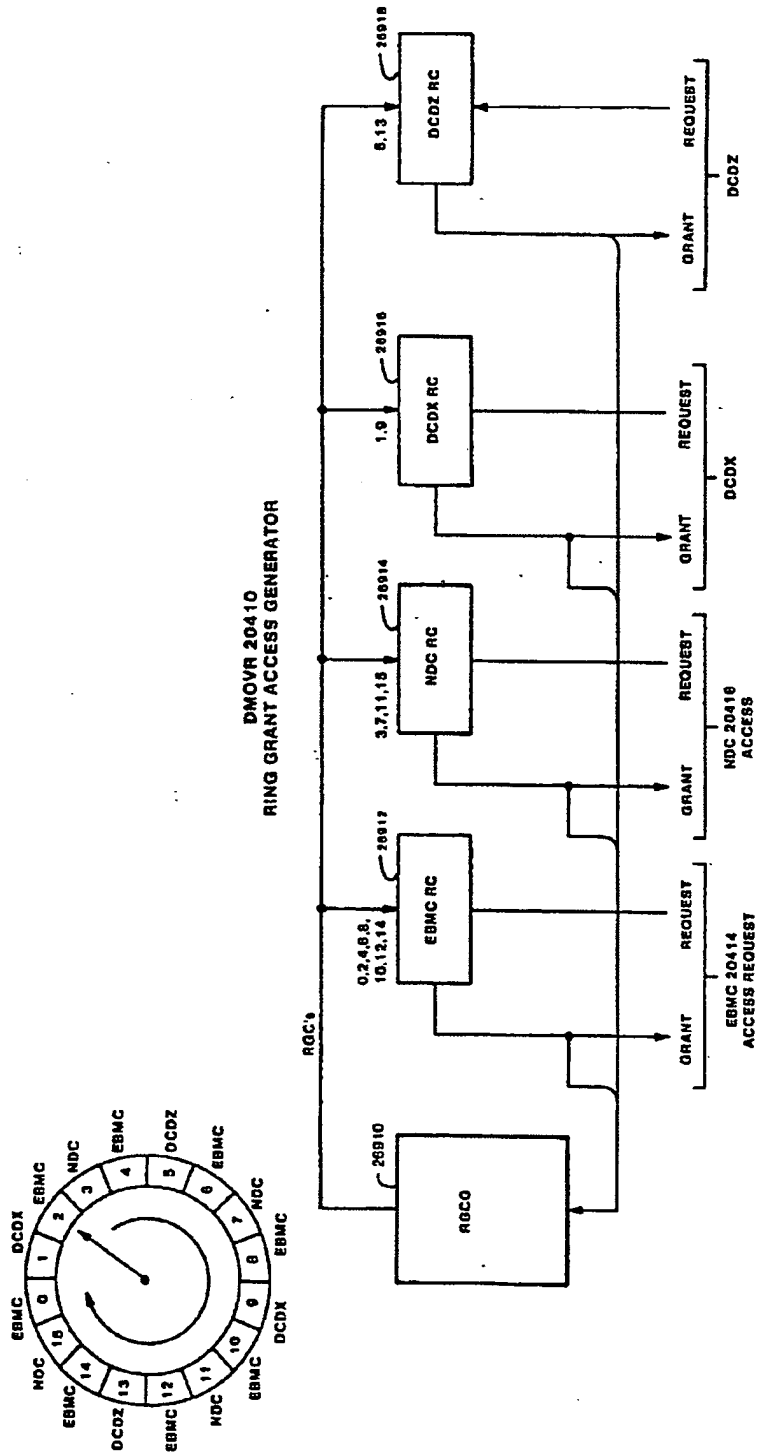 DMOVR 20410
RING GRANT ACCESS GENERATOR
EBMC
DCDX
EBMC
NDC
EBMC
DCDZ
EBMC
NDC
EBMC
DCDX
EBMC
NDC
EBMC
DCDZ
EBMC
NDC
0
1
2
3
4
5
6
7
8
9
10
11
12
13
14
15
RGC's
26910
RGCG
0,2,4,6,8,
10,12,14
26912
EBMC RC
3,7,11,15
26914
NDC RC
1,9
26916
DCDX RC
5,13
26918
DCDZ RC
GRANT REQUEST
EBMC 20414
ACCESS REQUEST
GRANT REQUEST
NDC 20416
ACCESS
GRANT REQUEST
DCDX
GRANT REQUEST
DCDZ